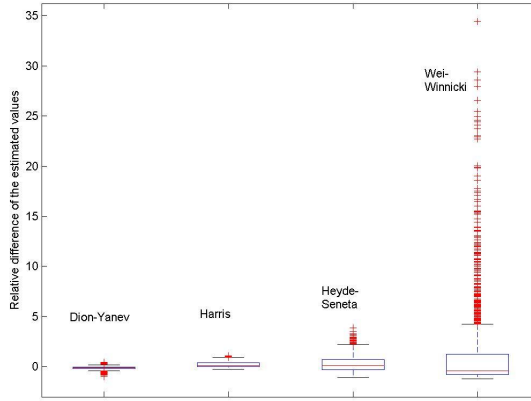 Relative difference of the estimated values
35
30
25
20
15
10
5
0
Dion-Yanev
Harris
Heyde-
Seneta
Wei-
Winnicki